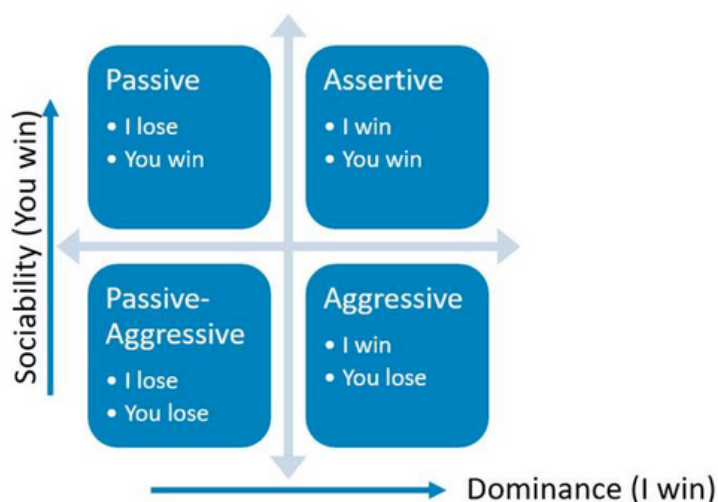 Sociability (You win)
Passive
• I lose
• You win
Assertive
• I win
• You win
Passive-
Aggressive
• I lose
• You lose
Aggressive
• I win
• You lose
Dominance (I win)